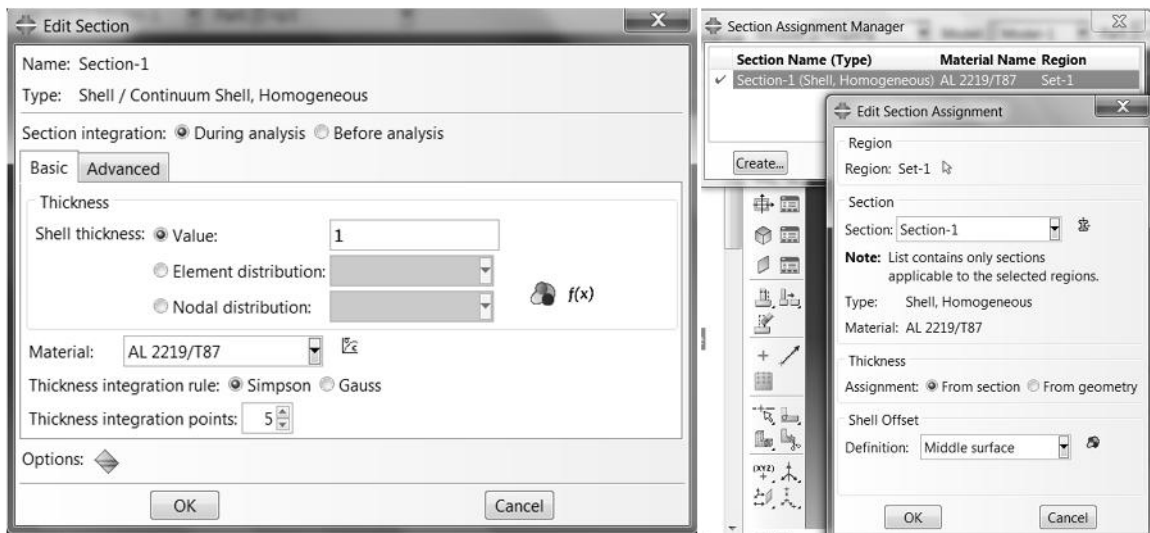 Edit Section
Name: Section-1
Type: Shell / Continuum Shell, Homogeneous
Section integration: During analysis Before analysis
Basic Advanced
Thickness
Shell thickness: Value: 1
Element distribution:
Nodal distribution:
f(x)
Material: AL 2219/T87
Thickness integration rule: Simpson Gauss
Thickness integration points: 5
Options:
OK Cancel
Section Assignment Manager
Section Name (Type) Material Name Region
Section-1 (Shell, Homogeneous) AL 2219/T87 Set-1
Create...
Edit Section Assignment
Region
Region: Set-1
Section
Section: Section-1
Note: List contains only sections
applicable to the selected regions.
Type: Shell, Homogeneous
Material: AL 2219/T87
Thickness
Assignment: From section From geometry
Shell Offset
Definition: Middle surface
OK Cancel
(XYZ)